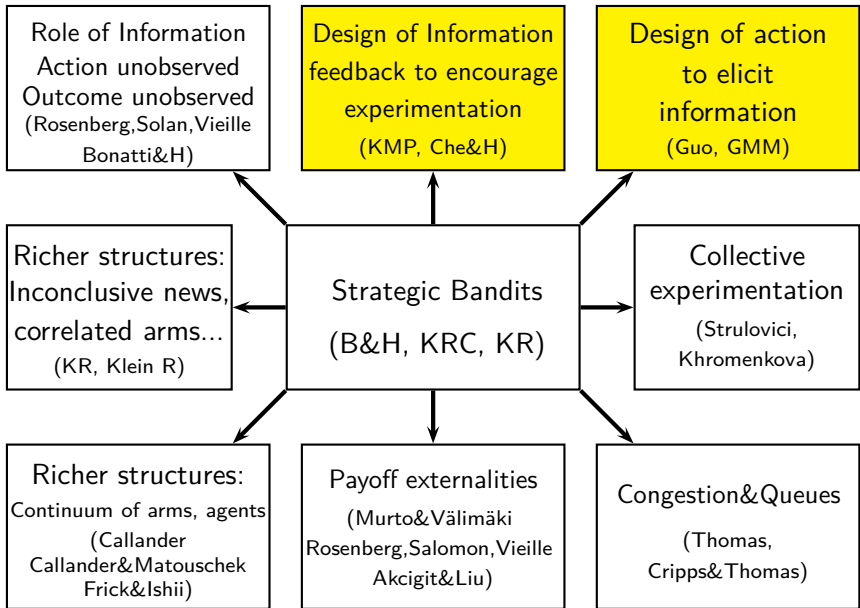 Role of Information
Action unobserved
Outcome unobserved
(Rosenberg,Solan,Vieille
Bonatti&H)
Design of Information
feedback to encourage
experimentation
(KMP, Che&H)
Design of action
to elicit
information
(Guo, GMM)
Richer structures:
Inconclusive news,
correlated arms...
(KR, Klein R)
Strategic Bandits
(B&H, KRC, KR)
Collective
experimentation
(Strulovici,
Khromenkova)
Richer structures:
Continuum of arms, agents
(Callander
Callander&Matouschek
Frick&Ishii)
Payoff externalities
(Murto&Välimäki
Rosenberg,Salomon,Vieille
Akcigit&Liu)
Congestion&Queues
(Thomas,
Cripps&Thomas)